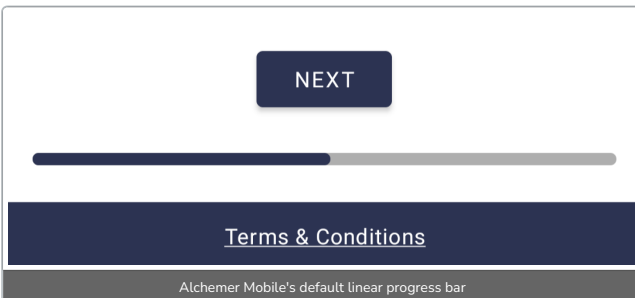 NEXT
Terms & Conditions
Alchemer Mobile's default linear progress bar